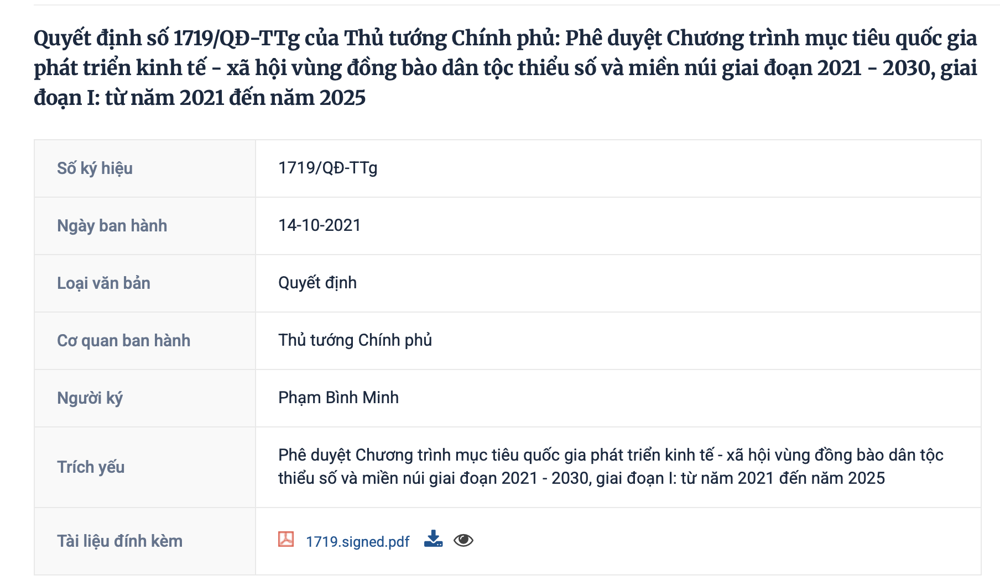 Quyết định số 1719/QĐ-TTg của Thủ tướng Chính phủ: Phê duyệt Chương trình mục tiêu quốc gia
phát triển kinh tế - xã hội vùng đồng bào dân tộc thiểu số và miền núi giai đoạn 2021 - 2030, giai
đoạn I: từ năm 2021 đến năm 2025
Số ký hiệu
1719/QĐ-TTg
Ngày ban hành
14-10-2021
Loại văn bản
Quyết định
Cơ quan ban hành
Thủ tướng Chính phủ
Người ký
Phạm Bình Minh
Trích yếu
Phê duyệt Chương trình mục tiêu quốc gia phát triển kinh tế - xã hội vùng đồng bào dân tộc
thiểu số và miền núi giai đoạn 2021 - 2030, giai đoạn I: từ năm 2021 đến năm 2025
Tài liệu đính kèm
1719.signed.pdf